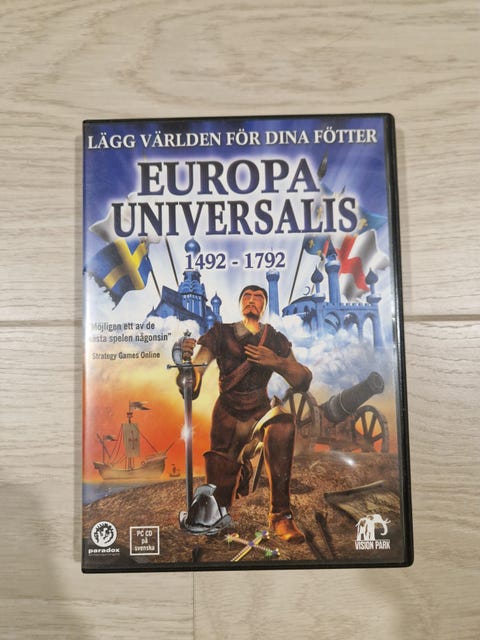 LÄGG VÄRLDEN FÖR DINA FÖTTER
EUROPA
UNIVERSALIS
1492 - 1792
Möjligen ett av de
bästa spelen någonsin"
Strategy Games Online
paradox
entertainment
PC CD
på
svenska
VISION PARK